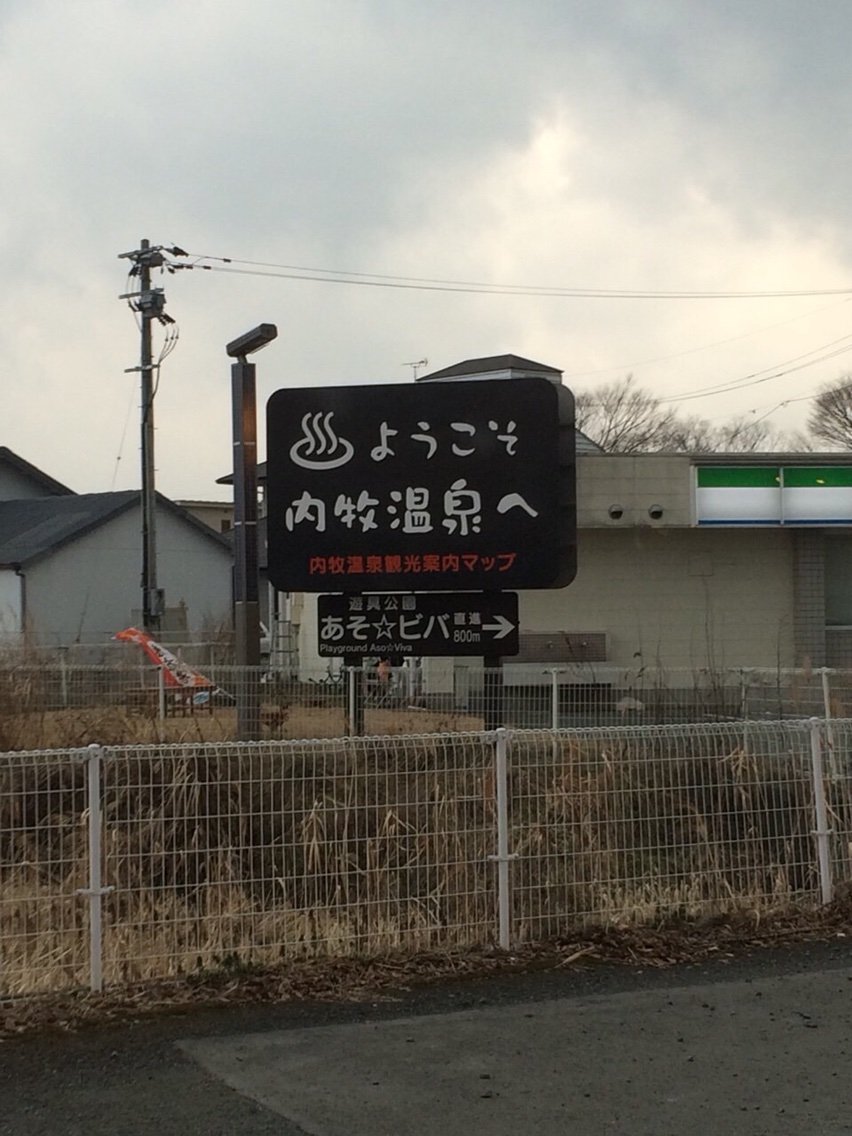 ♨ようこそ
内牧温泉へ
内牧温泉観光案内マップ
遊具公園
あそ☆ビバ 直進 800m →
Playground Aso☆Viva